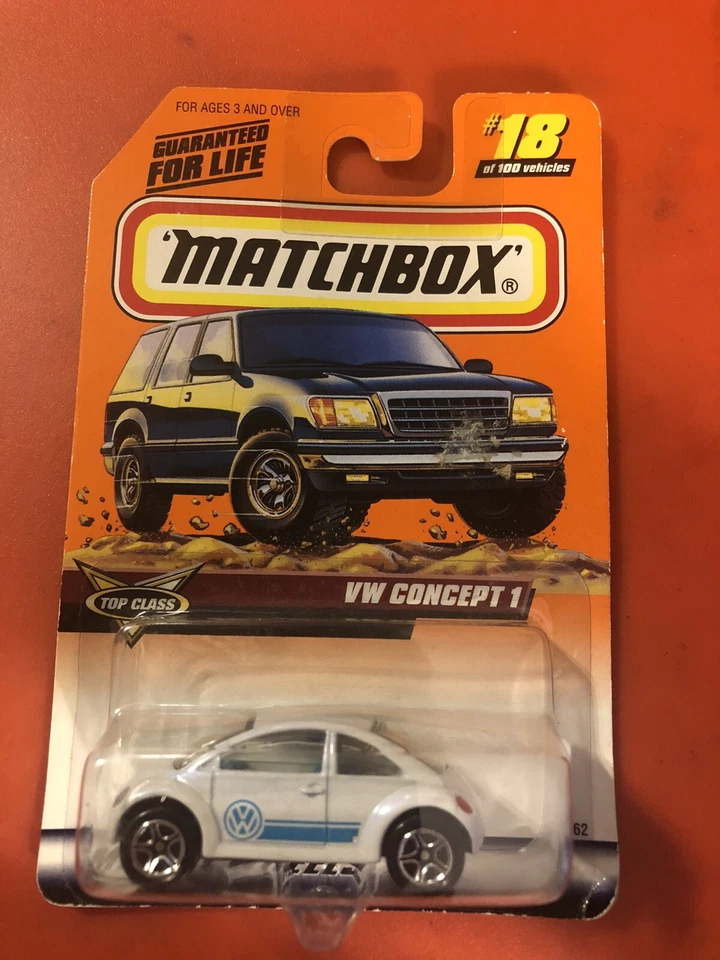 FOR AGES 3 AND OVER
GUARANTEED
FOR LIFE
#18
of 100 vehicles
'MATCHBOX'®
TOP CLASS
VW CONCEPT 1
VW
62